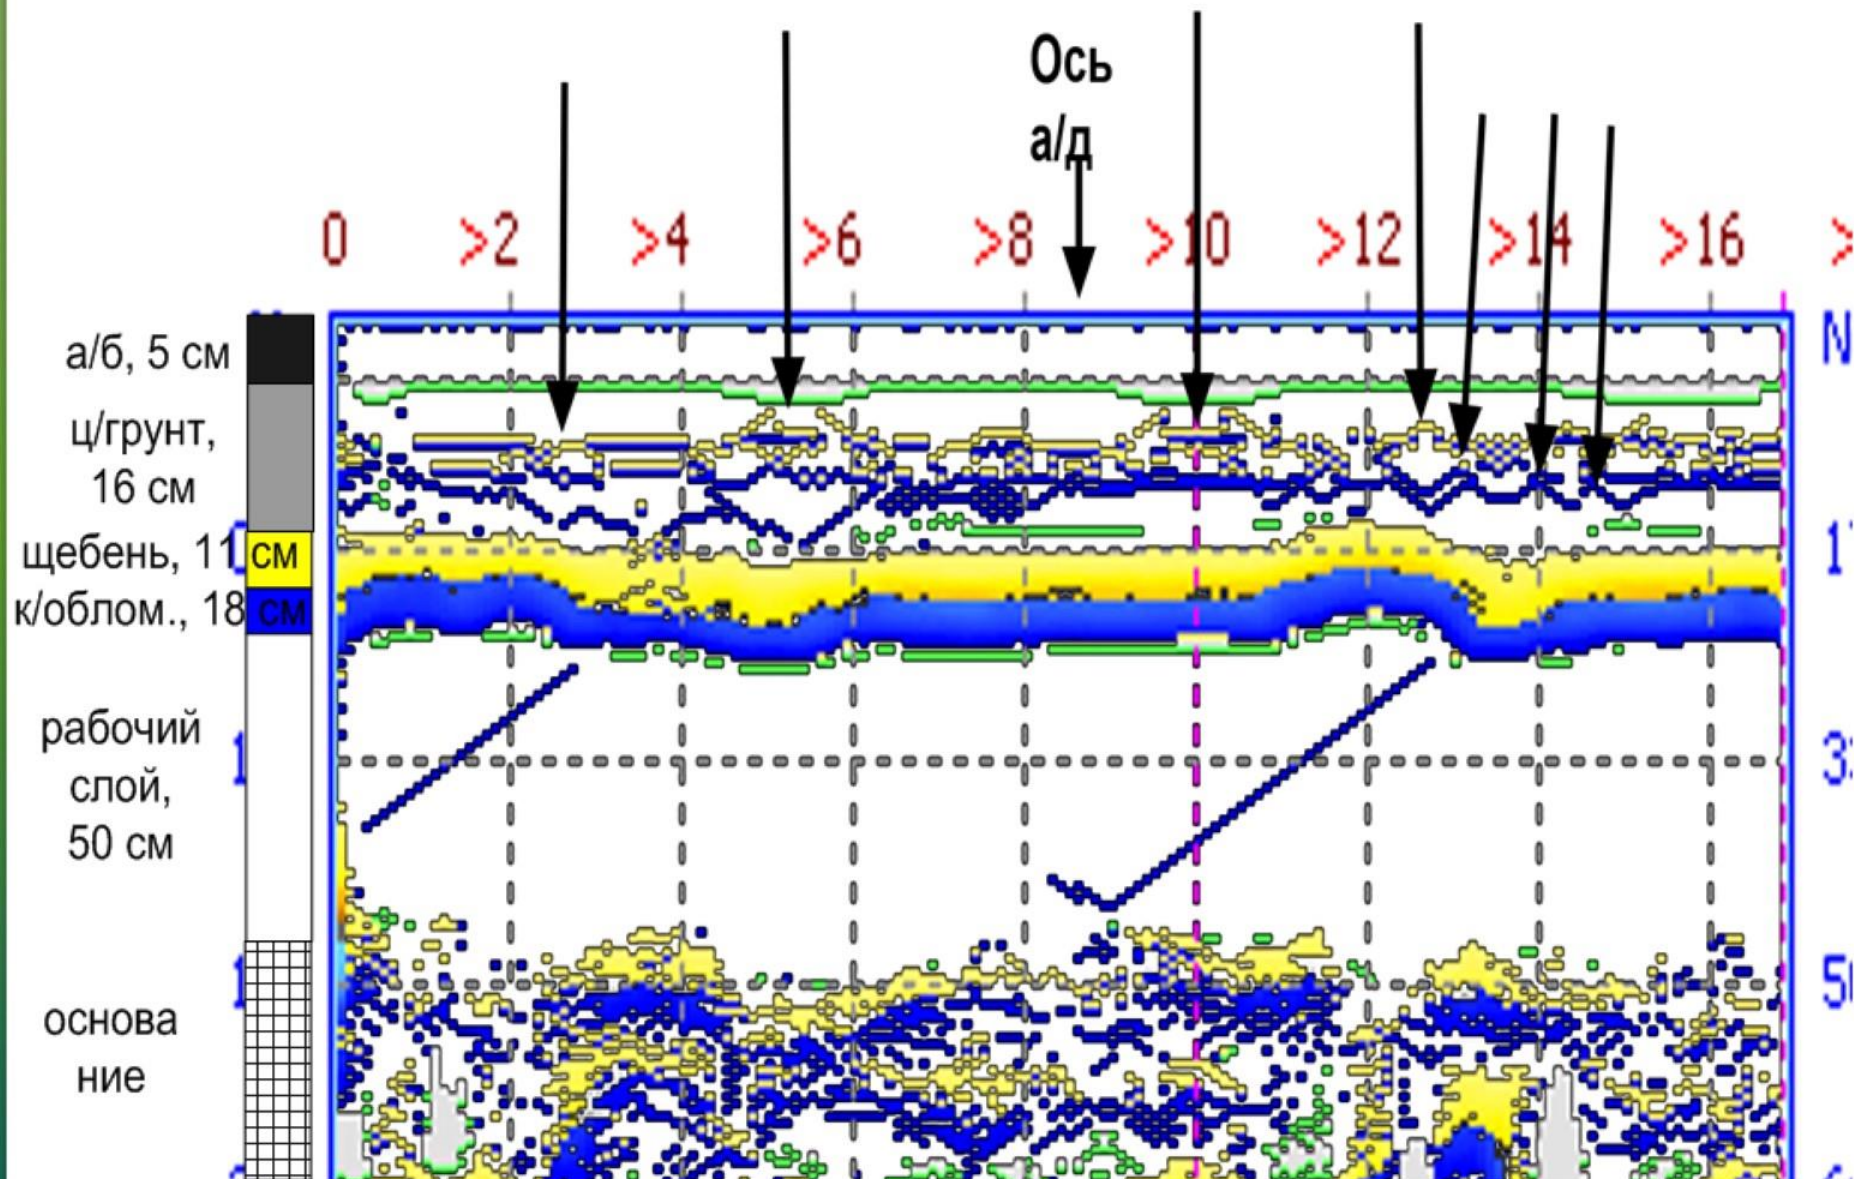 Ось
а/д
0 >2 >4 >6 >8 >10 >12 >14 >16 >
а/б, 5 см
ц/грунт,
16 см
щебень, 11 см
к/облом., 18 см
рабочий
слой,
50 см
основа
ние
N